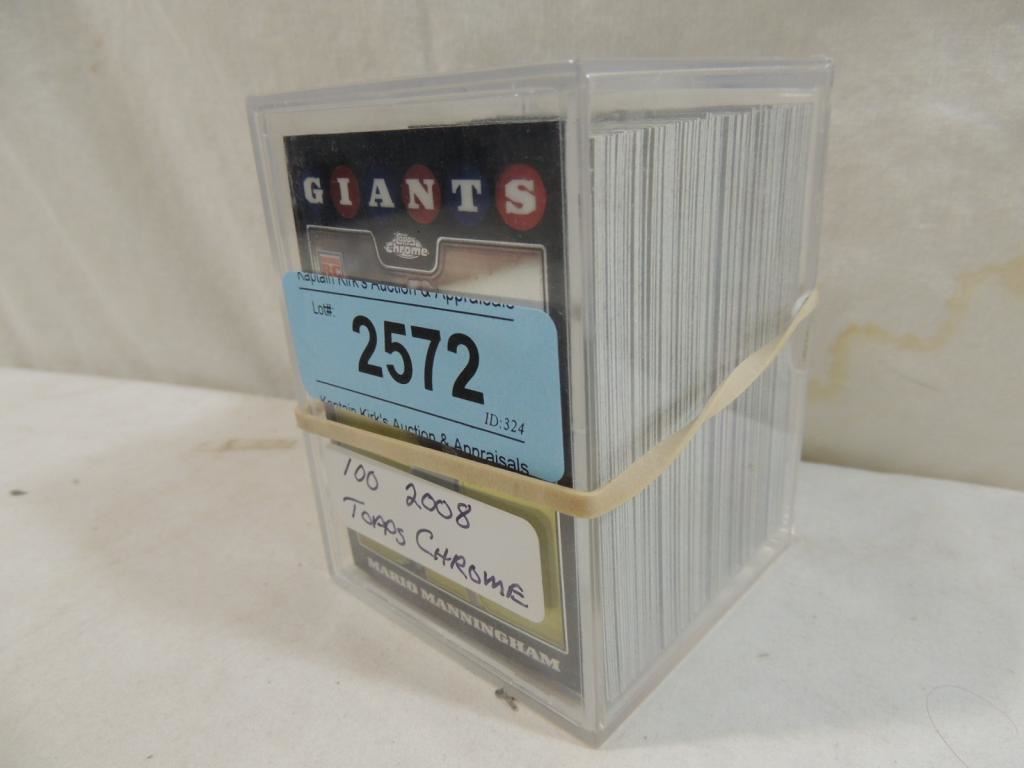 GIANTS
Topps
Chrome
RC
Kaptain Kirk's Auction & Appraisals
Lot#:
2572
ID:324
Kaptain Kirk's Auction & Appraisals
100 2008
TOPPS CHROME
MARIO MANNINGHAM